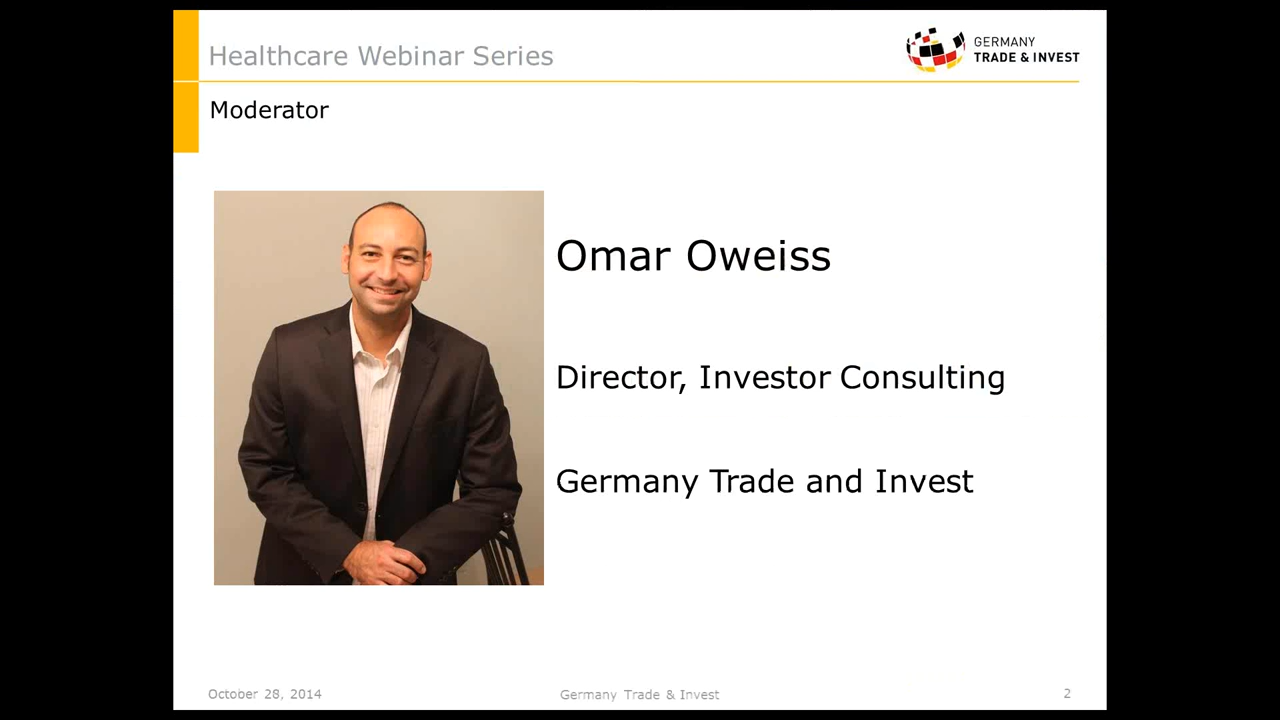 Healthcare Webinar Series
GERMANY
TRADE & INVEST
Moderator
Omar Oweiss
Director, Investor Consulting
Germany Trade and Invest
October 28, 2014
Germany Trade & Invest
2